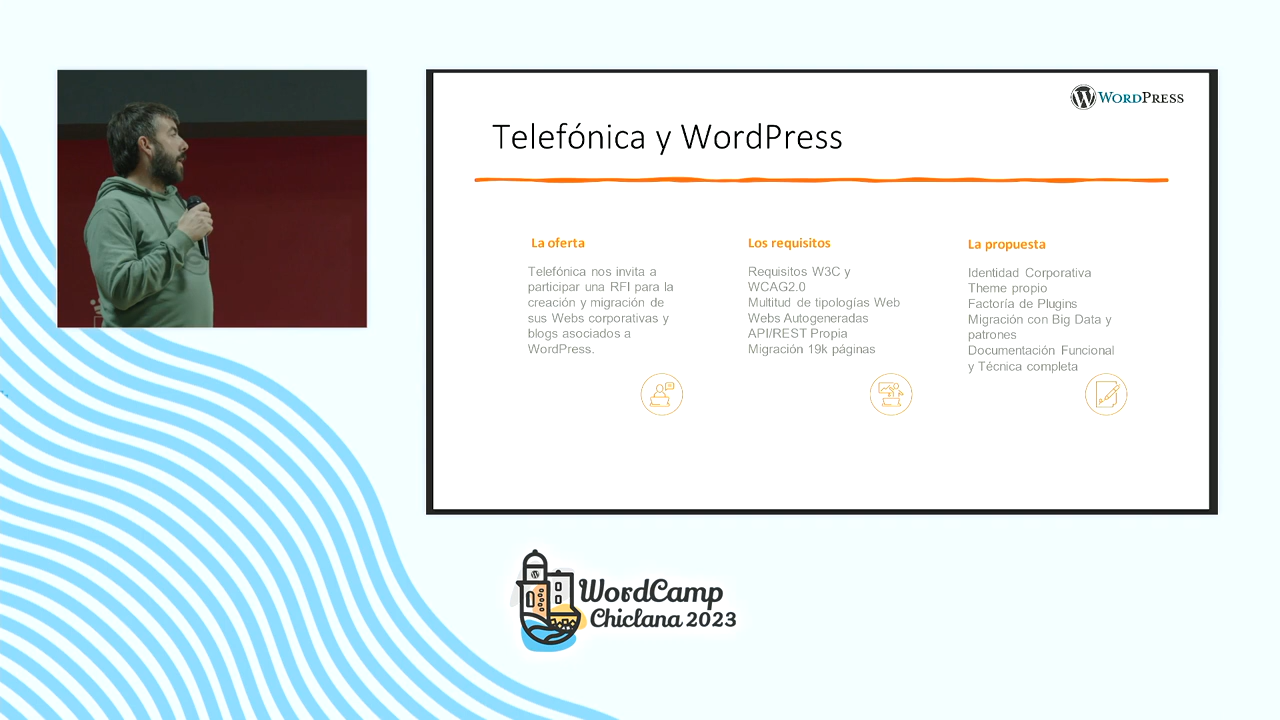 WORDPRESS
Telefónica y WordPress
La oferta
Telefónica nos invita a
participar una RFI para la
creación y migración de
sus Webs corporativas y
blogs asociados a
WordPress.
Los requisitos
Requisitos W3C y
WCAG2.0
Multitud de tipologías Web
Webs Autogeneradas
API/REST Propia
Migración 19k páginas
La propuesta
Identidad Corporativa
Theme propio
Factoría de Plugins
Migración con Big Data y
patrones
Documentación Funcional
y Técnica completa
WordCamp
Chiclana 2023